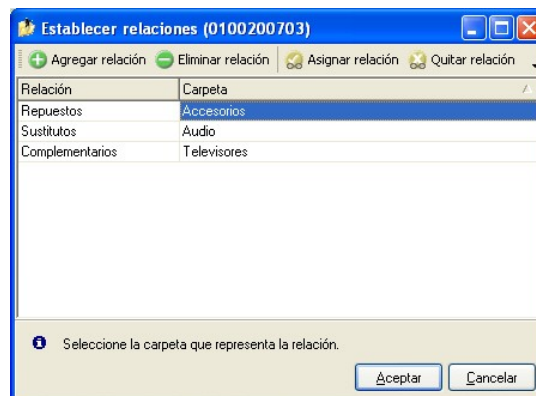 Establecer relaciones (0100200703)
Agregar relación Eliminar relación Asignar relación Quitar relación
Relación Carpeta
Repuestos Accesorios
Sustitutos Audio
Complementarios Televisores
Seleccione la carpeta que representa la relación.
Aceptar Cancelar